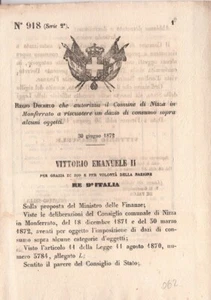 N° 918 (Serie 2ª).
1
REGIO DECRETO che autorizza il Comune di Nizza in
Monferrato a riscuotere un dazio di consumo sopra
alcuni oggetti.
30 giugno 1872
VITTORIO EMANUELE II
PER GRAZIA DI DIO E PER VOLONTÀ DELLA NAZIONE
RE D'ITALIA
Sulla proposta del Ministro delle Finanze;
Viste le deliberazioni del Consiglio comunale di Nizza
in Monferrato, del 18 dicembre 1871 e del 30 marzo
1872, aventi per oggetto l'imposizione di dazi di
consumo sopra alcune categorie d'oggetti;
Visto l'articolo 11 della Legge 11 agosto 1870,
numero 5784, allegato L;
Sentito il parere del Consiglio di Stato;